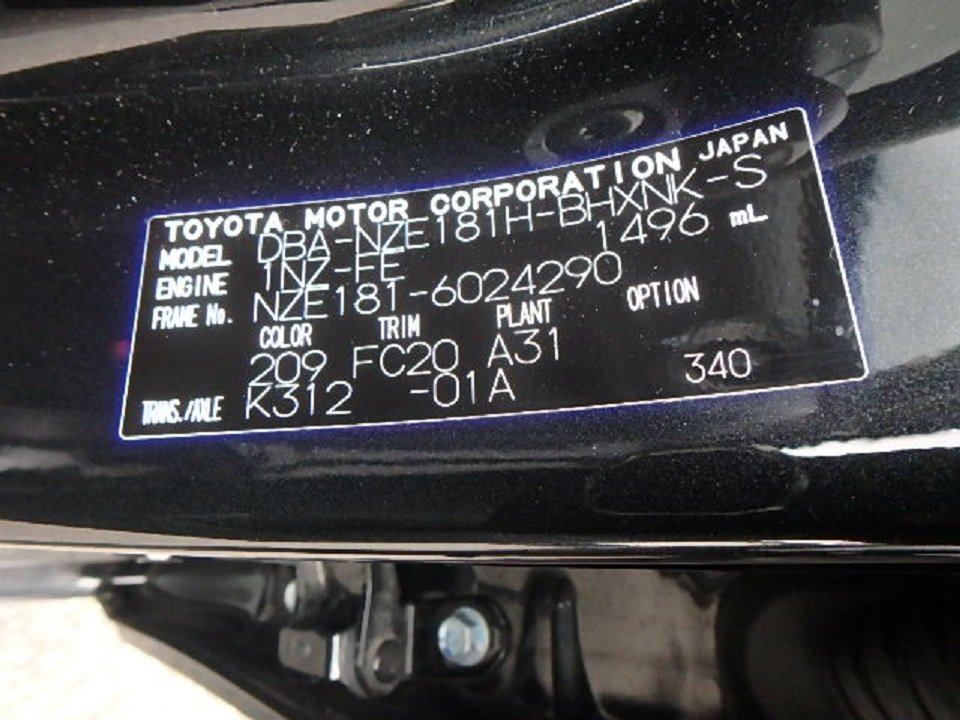 TOYOTA MOTOR CORPORATION JAPAN
MODEL DBA-NZE181H-BHXNK-S
ENGINE 1NZ-FE 1496 mL
FRAME No. NZE181-6024290
COLOR TRIM PLANT OPTION
209 FC20 A31
TRANS./AXLE K312 -01A 340